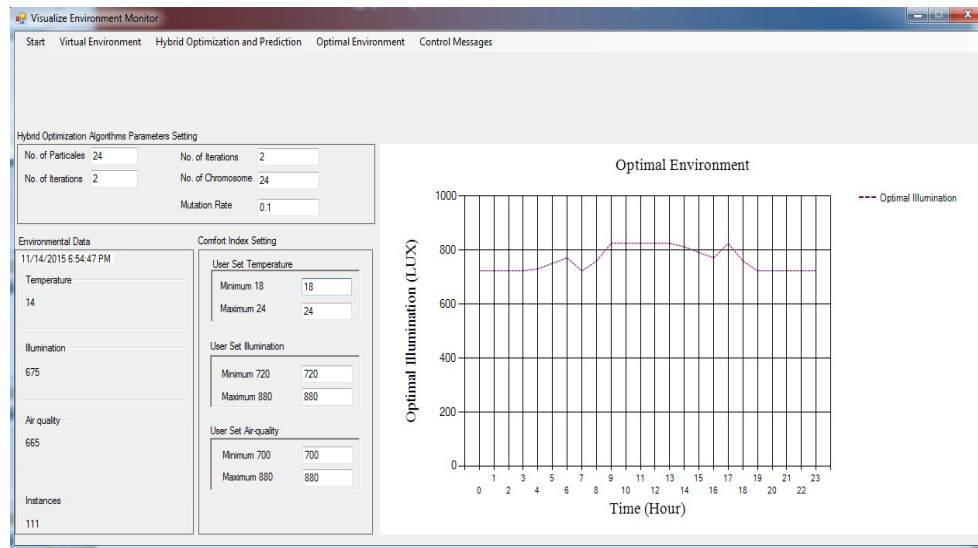 Visualize Environment Monitor
Start Virtual Environment Hybrid Optimization and Prediction Optimal Environment Control Messages
Hybrid Optimization Algorithms Parameters Setting
No. of Particales 24 No. of Iterations 2
No. of Iterations 2 No. of Chromosome 24
Mutation Rate 0.1
Environmental Data
11/14/2015 6:54:47 PM
Temperature
14
Illumination
675
Air quality
665
Instances
111
Comfort Index Setting
User Set Temperature
Minimum 18 18
Maximum 24 24
User Set Illumination
Minimum 720 720
Maximum 880 880
User Set Air-quality
Minimum 700 700
Maximum 880 880
Optimal Environment
Optimal Illumination
Optimal Illumination (LUX)
1000
800
600
400
200
0
1 3 5 7 9 11 13 15 17 19 21 23
0 2 4 6 8 10 12 14 16 18 20 22
Time (Hour)